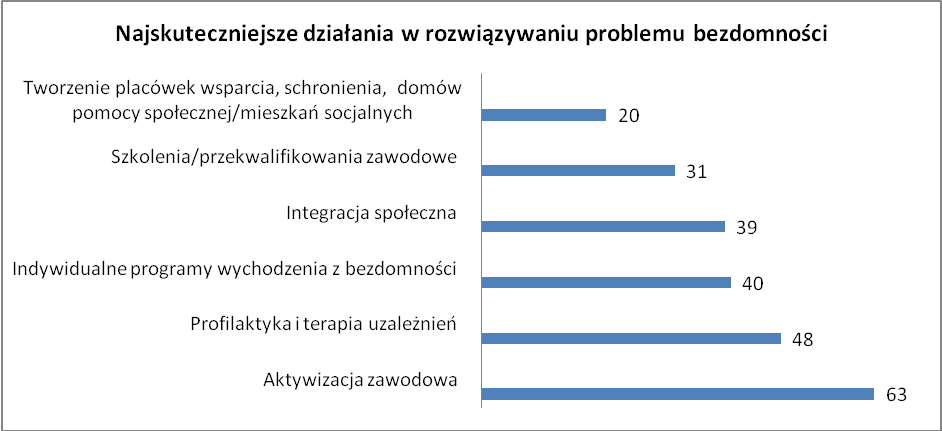 Najskuteczniejsze działania w rozwiązywaniu problemu bezdomności
Tworzenie placówek wsparcia, schronienia, domów
pomocy społecznej/mieszkań socjalnych
20
Szkolenia/przekwalifikowania zawodowe
31
Integracja społeczna
39
Indywidualne programy wychodzenia z bezdomności
40
Profilaktyka i terapia uzależnień
48
Aktywizacja zawodowa
63